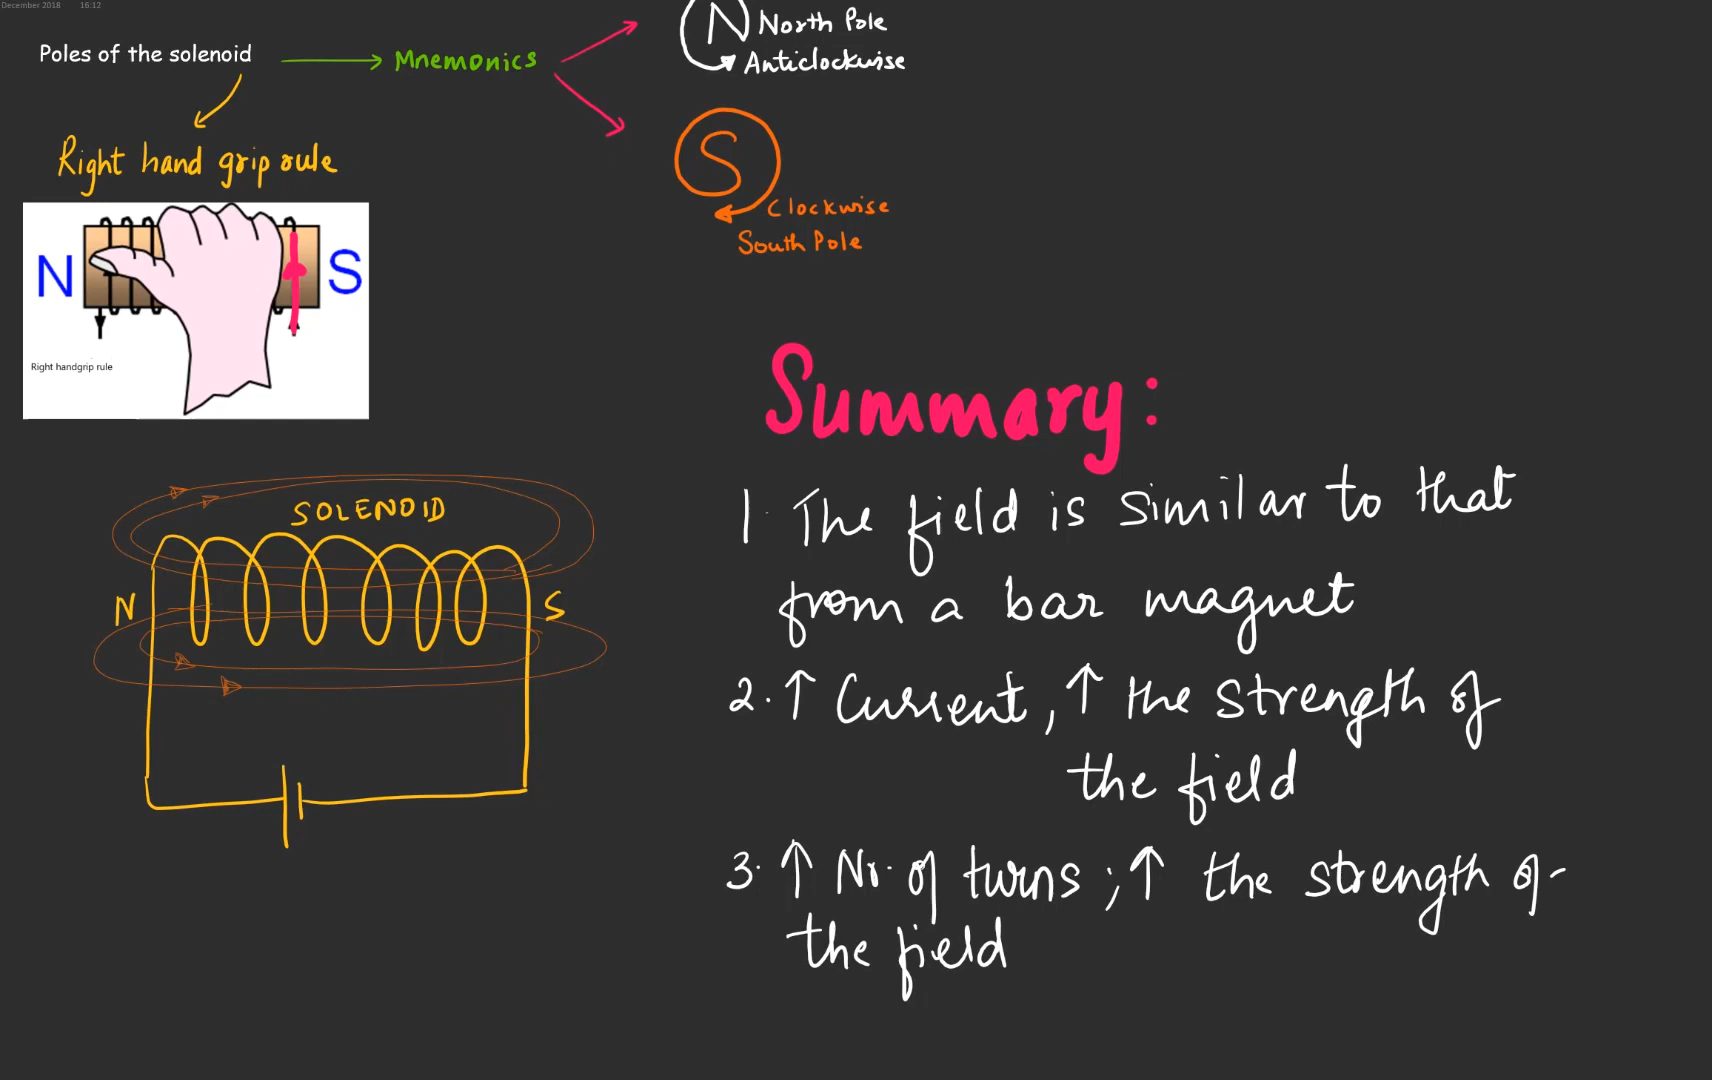 December 2018 16:12
Poles of the solenoid
Mnemonics
N North Pole
Anticlockwise
S
Clockwise
South Pole
Right hand grip rule
N S
Right handgrip rule
SOLENOID
N S
Summary:
1. The field is similar to that
from a bar magnet
2. ↑ Current, ↑ the strength of
the field
3. ↑ Nr. of turns ; ↑ the strength of
the field